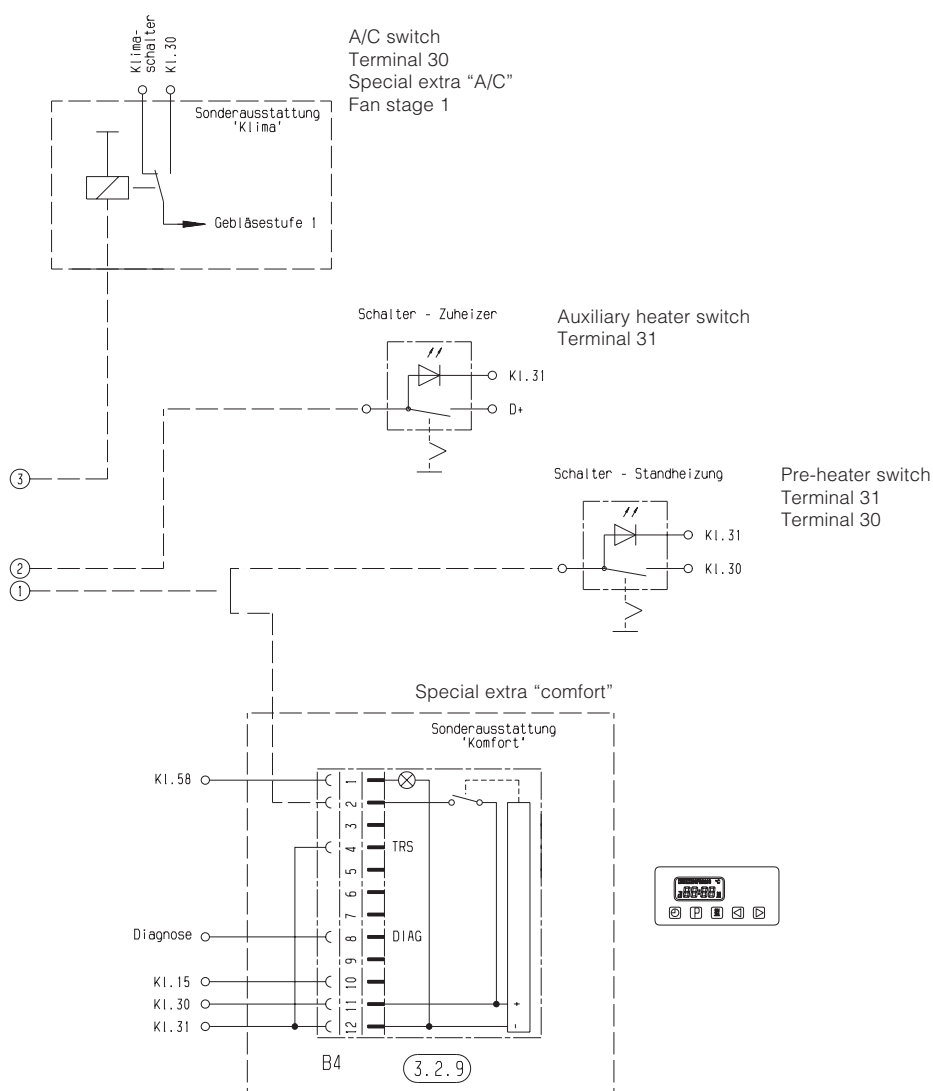 Klima-
schalter
Kl.30
A/C switch
Terminal 30
Special extra “A/C”
Fan stage 1
Sonderausstattung
'Klima'
Gebläsestufe 1
Schalter - Zuheizer
Auxiliary heater switch
Terminal 31
Kl.31
D+
3
Schalter - Standheizung
Pre-heater switch
Terminal 31
Terminal 30
Kl.31
2
Kl.30
1
Special extra “comfort”
Sonderausstattung
'Komfort'
Kl.58
1
2
3
4 TRS
5
6
7
Diagnose 8 DIAG
9
Kl.15 10
Kl.30 11 +
Kl.31 12 -
B4
3.2.9
P